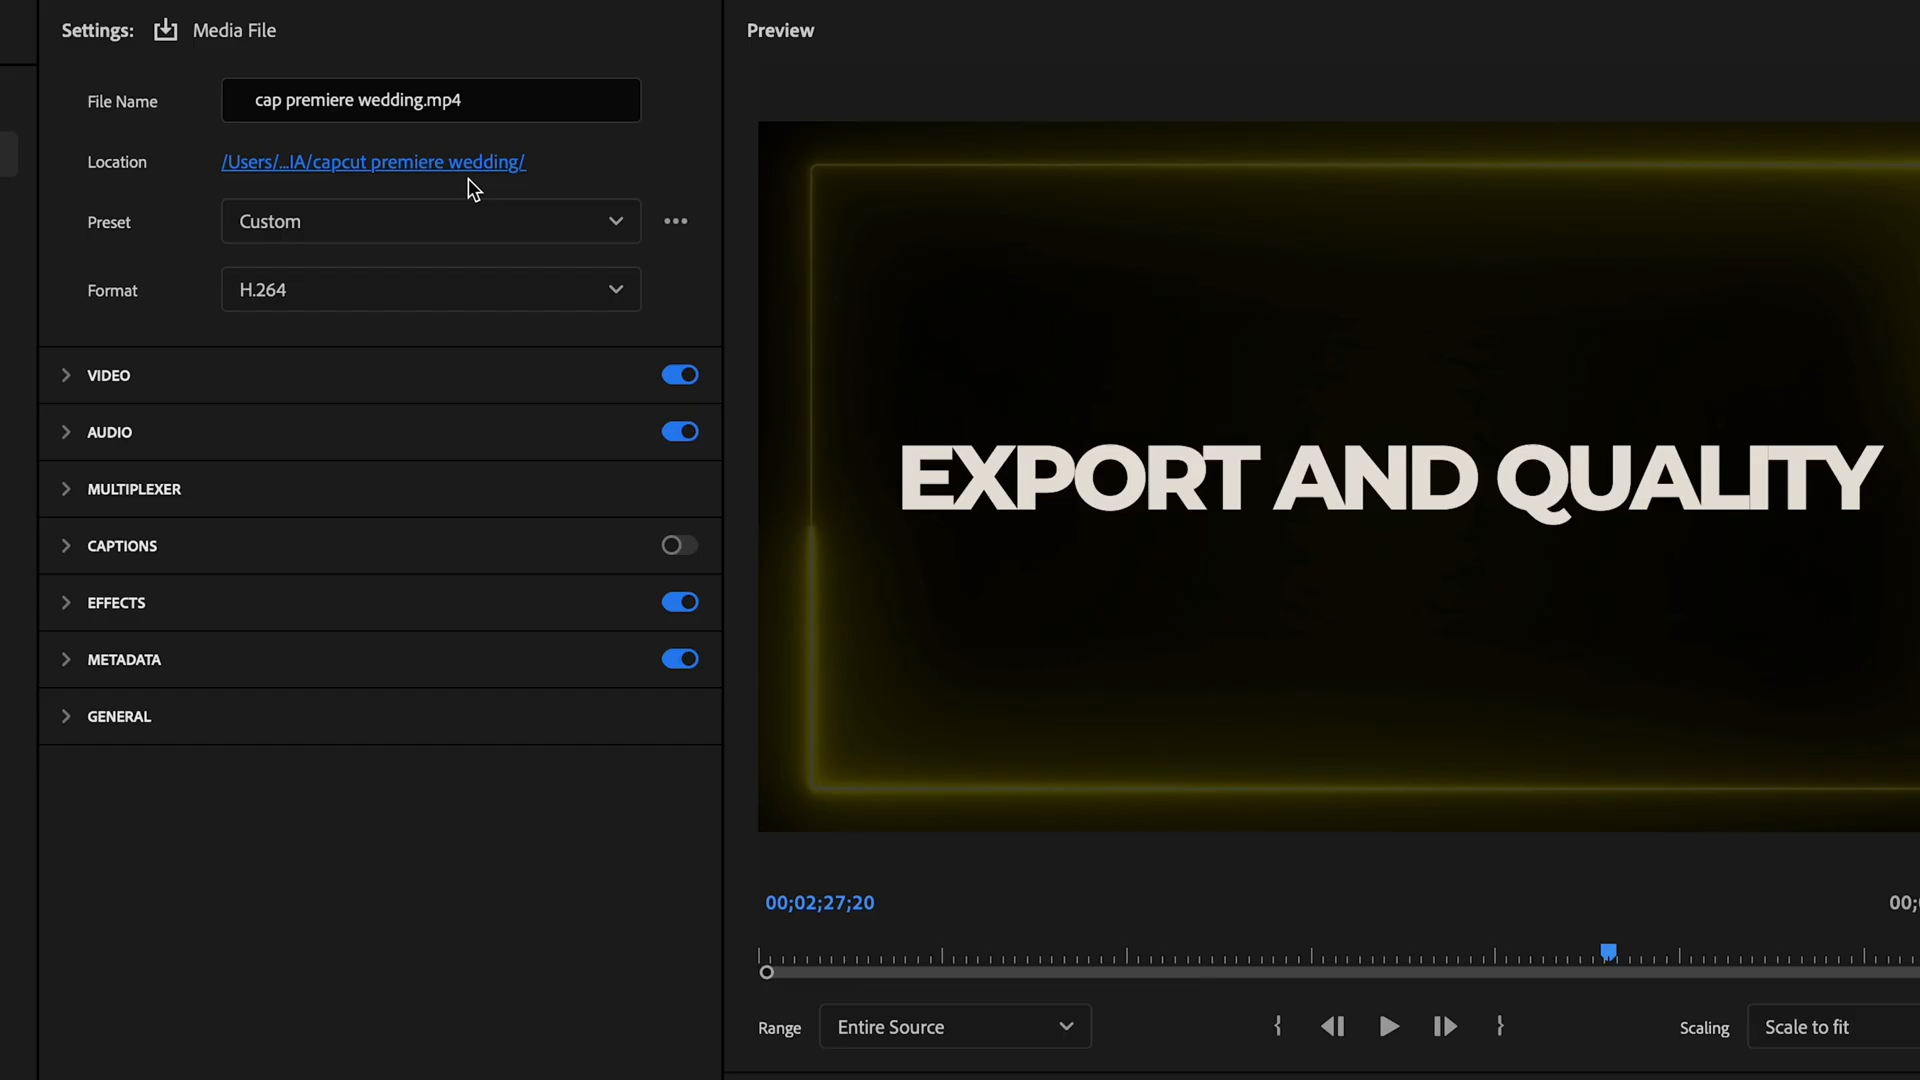 Settings: Media File
File Name cap premiere wedding.mp4
Location /Users/...IA/capcut premiere wedding/
Preset Custom
Format H.264
VIDEO
AUDIO
MULTIPLEXER
CAPTIONS
EFFECTS
METADATA
GENERAL
Preview
EXPORT AND QUALITY
00;02;27;20 00;
Range Entire Source
Scaling Scale to fit